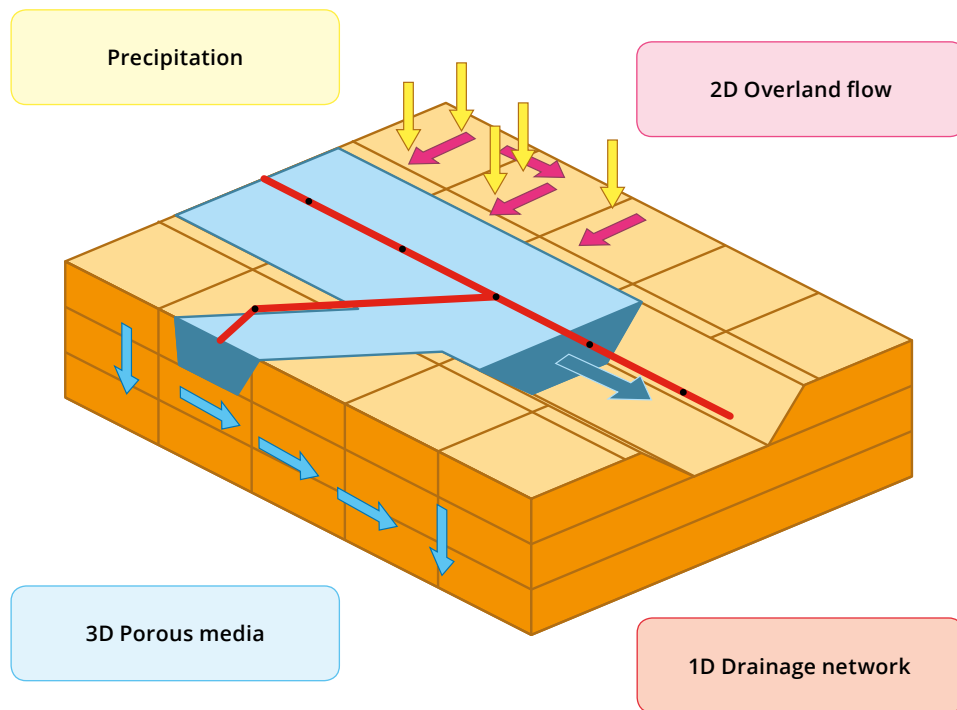 Precipitation
2D Overland flow
3D Porous media
1D Drainage network